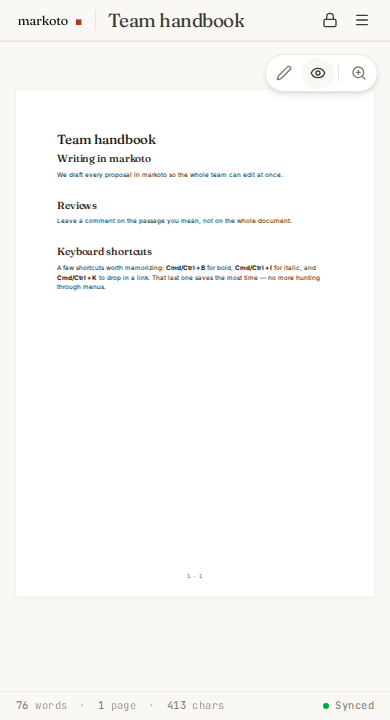 markoto
Team handbook
Team handbook
Writing in markoto
We draft every proposal in markoto so the whole team can edit at once.
Reviews
Leave a comment on the passage you mean, not on the whole document.
Keyboard shortcuts
A few shortcuts worth memorizing: Cmd/Ctrl+B for bold, Cmd/Ctrl+I for italic, and
Cmd/Ctrl+K to drop in a link. That last one saves the most time — no more hunting
through menus.
1 - 1
76 words · 1 page · 413 chars
Synced